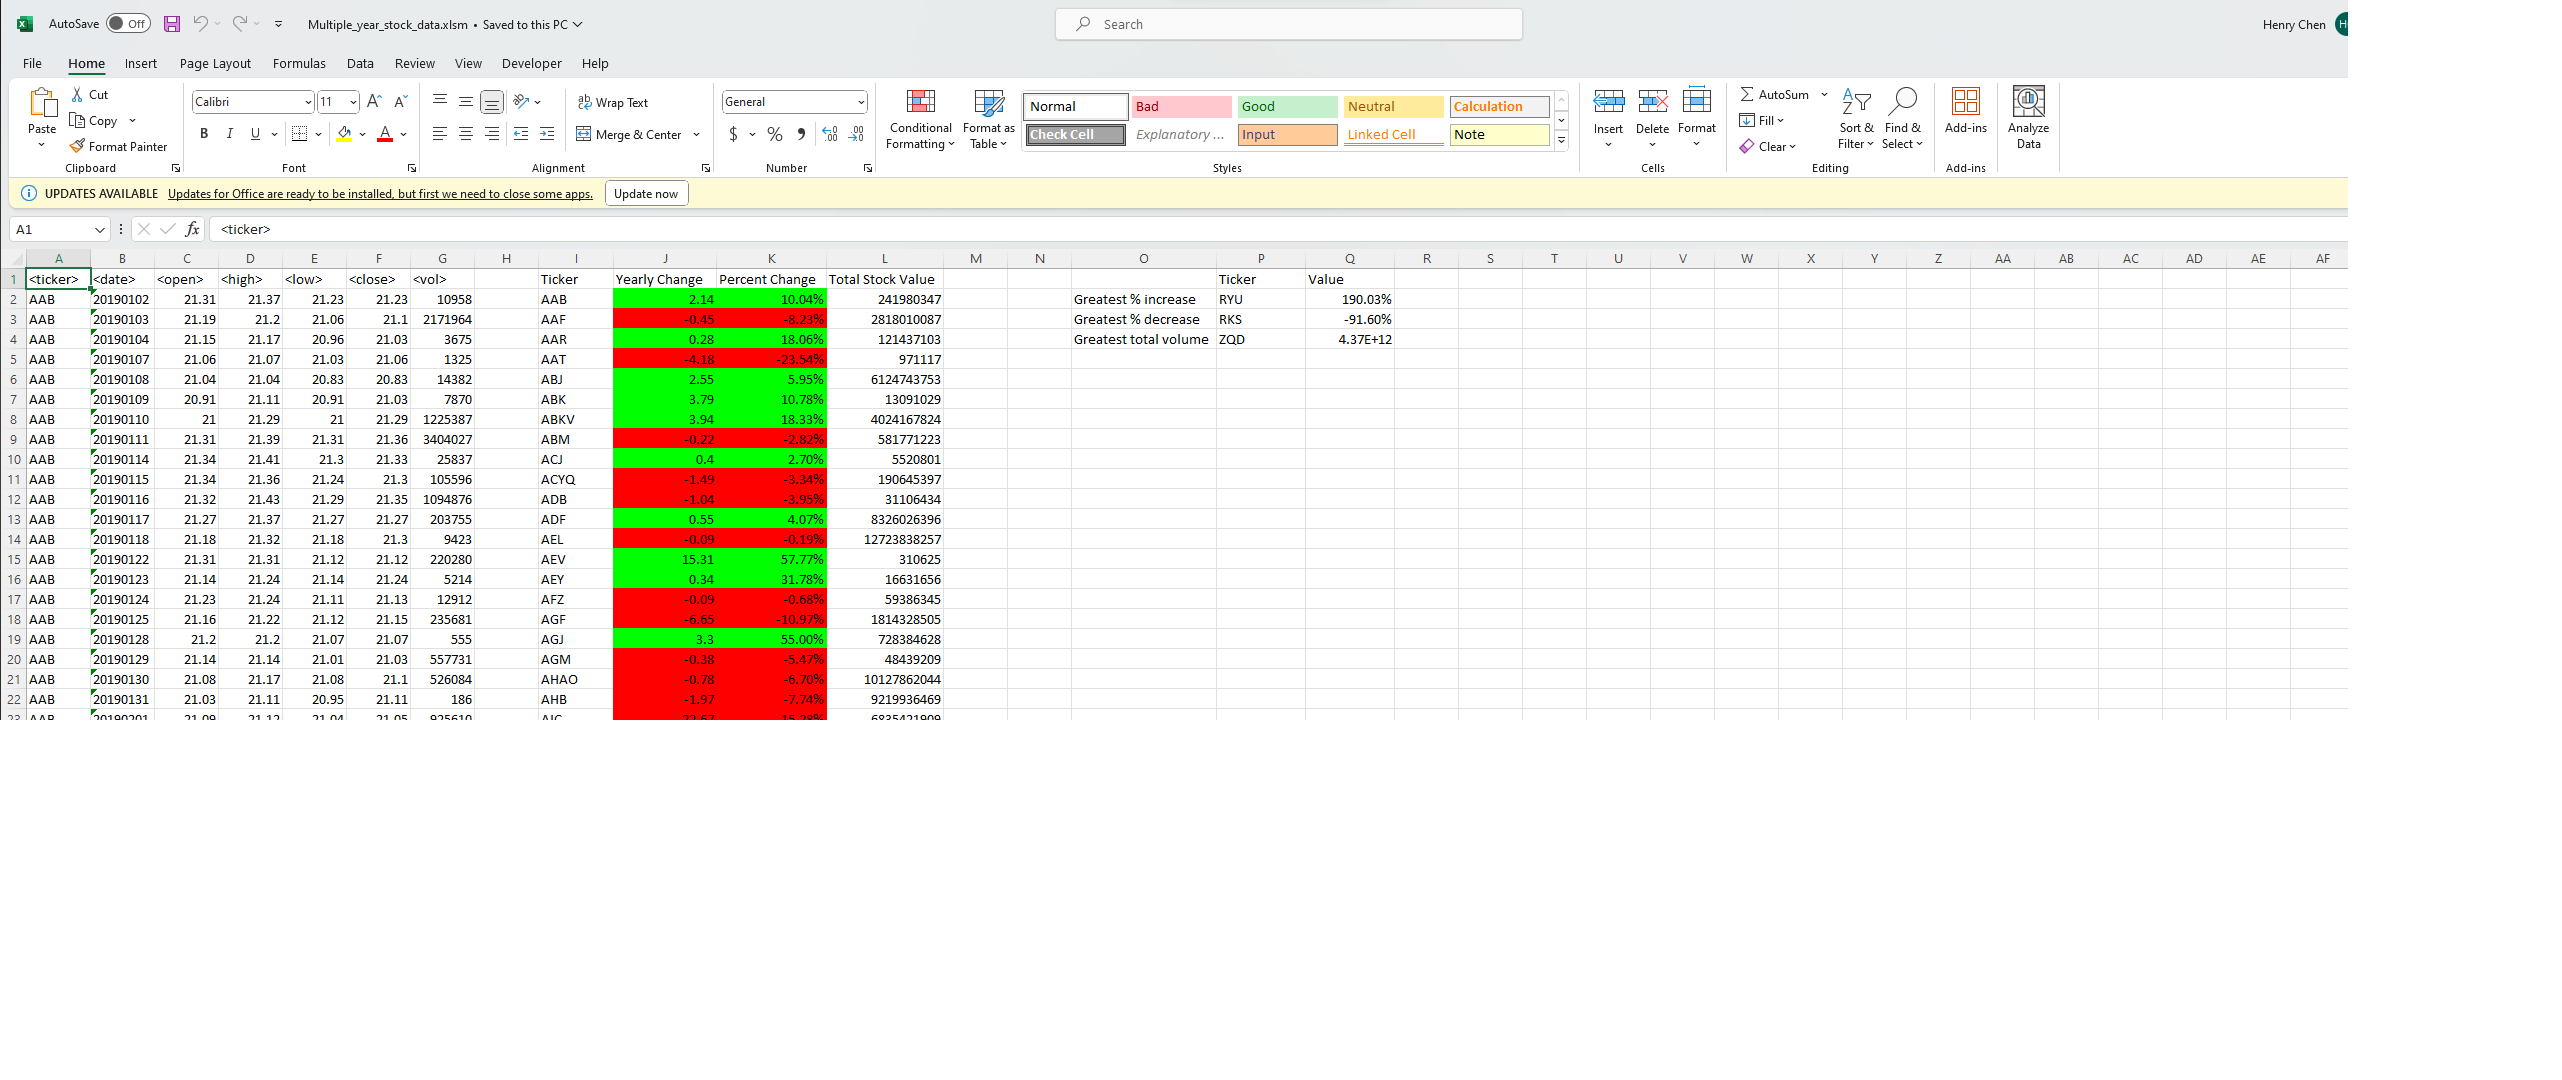 AutoSave Off Multiple_year_stock_data.xlsm • Saved to this PC Search Henry Chen
File Home Insert Page Layout Formulas Data Review View Developer Help
Paste Cut Copy Format Painter Clipboard
Calibri 11 B I U Font
Wrap Text Merge & Center Alignment
General $ % Number
Conditional Formatting Format as Table
Normal Bad Good Neutral Calculation
Check Cell Explanatory ... Input Linked Cell Note
Styles
Insert Delete Format Cells
AutoSum Fill Clear Sort & Filter Find & Select Editing
Add-ins Add-ins
Analyze Data
UPDATES AVAILABLE Updates for Office are ready to be installed, but first we need to close some apps. Update now
A1 fx <ticker>
A B C D E F G H I J K L M N O P Q R S T U V W X Y Z AA AB AC AD AE AF
1 <ticker> <date> <open> <high> <low> <close> <vol> Ticker Yearly Change Percent Change Total Stock Value Ticker Value
2 AAB 20190102 21.31 21.37 21.23 21.23 10958 AAB 2.14 10.04% 241980347 Greatest % increase RYU 190.03%
3 AAB 20190103 21.19 21.2 21.06 21.1 2171964 AAF -0.45 -8.23% 2818010087 Greatest % decrease RKS -91.60%
4 AAB 20190104 21.15 21.17 20.96 21.03 3675 AAR 0.28 18.06% 121437103 Greatest total volume ZQD 4.37E+12
5 AAB 20190107 21.06 21.07 21.03 21.06 1325 AAT -4.18 -23.54% 971117
6 AAB 20190108 21.04 21.04 20.83 20.83 14382 ABJ 2.55 5.95% 6124743753
7 AAB 20190109 20.91 21.11 20.91 21.03 7870 ABK 3.79 10.78% 13091029
8 AAB 20190110 21 21.29 21 21.29 1225387 ABKV 3.94 18.33% 4024167824
9 AAB 20190111 21.31 21.39 21.31 21.36 3404027 ABM -0.22 -2.82% 581771223
10 AAB 20190114 21.34 21.41 21.3 21.33 25837 ACJ 0.4 2.70% 5520801
11 AAB 20190115 21.34 21.36 21.24 21.3 105596 ACYQ -1.49 -3.34% 190645397
12 AAB 20190116 21.32 21.43 21.29 21.35 1094876 ADB -1.04 -3.95% 31106434
13 AAB 20190117 21.27 21.37 21.27 21.27 203755 ADF 0.55 4.07% 8326026396
14 AAB 20190118 21.18 21.32 21.18 21.3 9423 AEL -0.09 -0.19% 12723838257
15 AAB 20190122 21.31 21.31 21.12 21.12 220280 AEV 15.31 57.77% 310625
16 AAB 20190123 21.14 21.24 21.14 21.24 5214 AEY 0.34 31.78% 16631656
17 AAB 20190124 21.23 21.24 21.11 21.13 12912 AFZ -0.09 -0.68% 59386345
18 AAB 20190125 21.16 21.22 21.12 21.15 235681 AGF -6.65 -10.97% 1814328505
19 AAB 20190128 21.2 21.2 21.07 21.07 555 AGJ 3.3 55.00% 728384628
20 AAB 20190129 21.14 21.14 21.01 21.03 557731 AGM -0.38 -5.47% 48439209
21 AAB 20190130 21.08 21.17 21.08 21.1 526084 AHAO -0.78 -6.70% 10127862044
22 AAB 20190131 21.03 21.11 20.95 21.11 186 AHB -1.97 -7.74% 9219936469